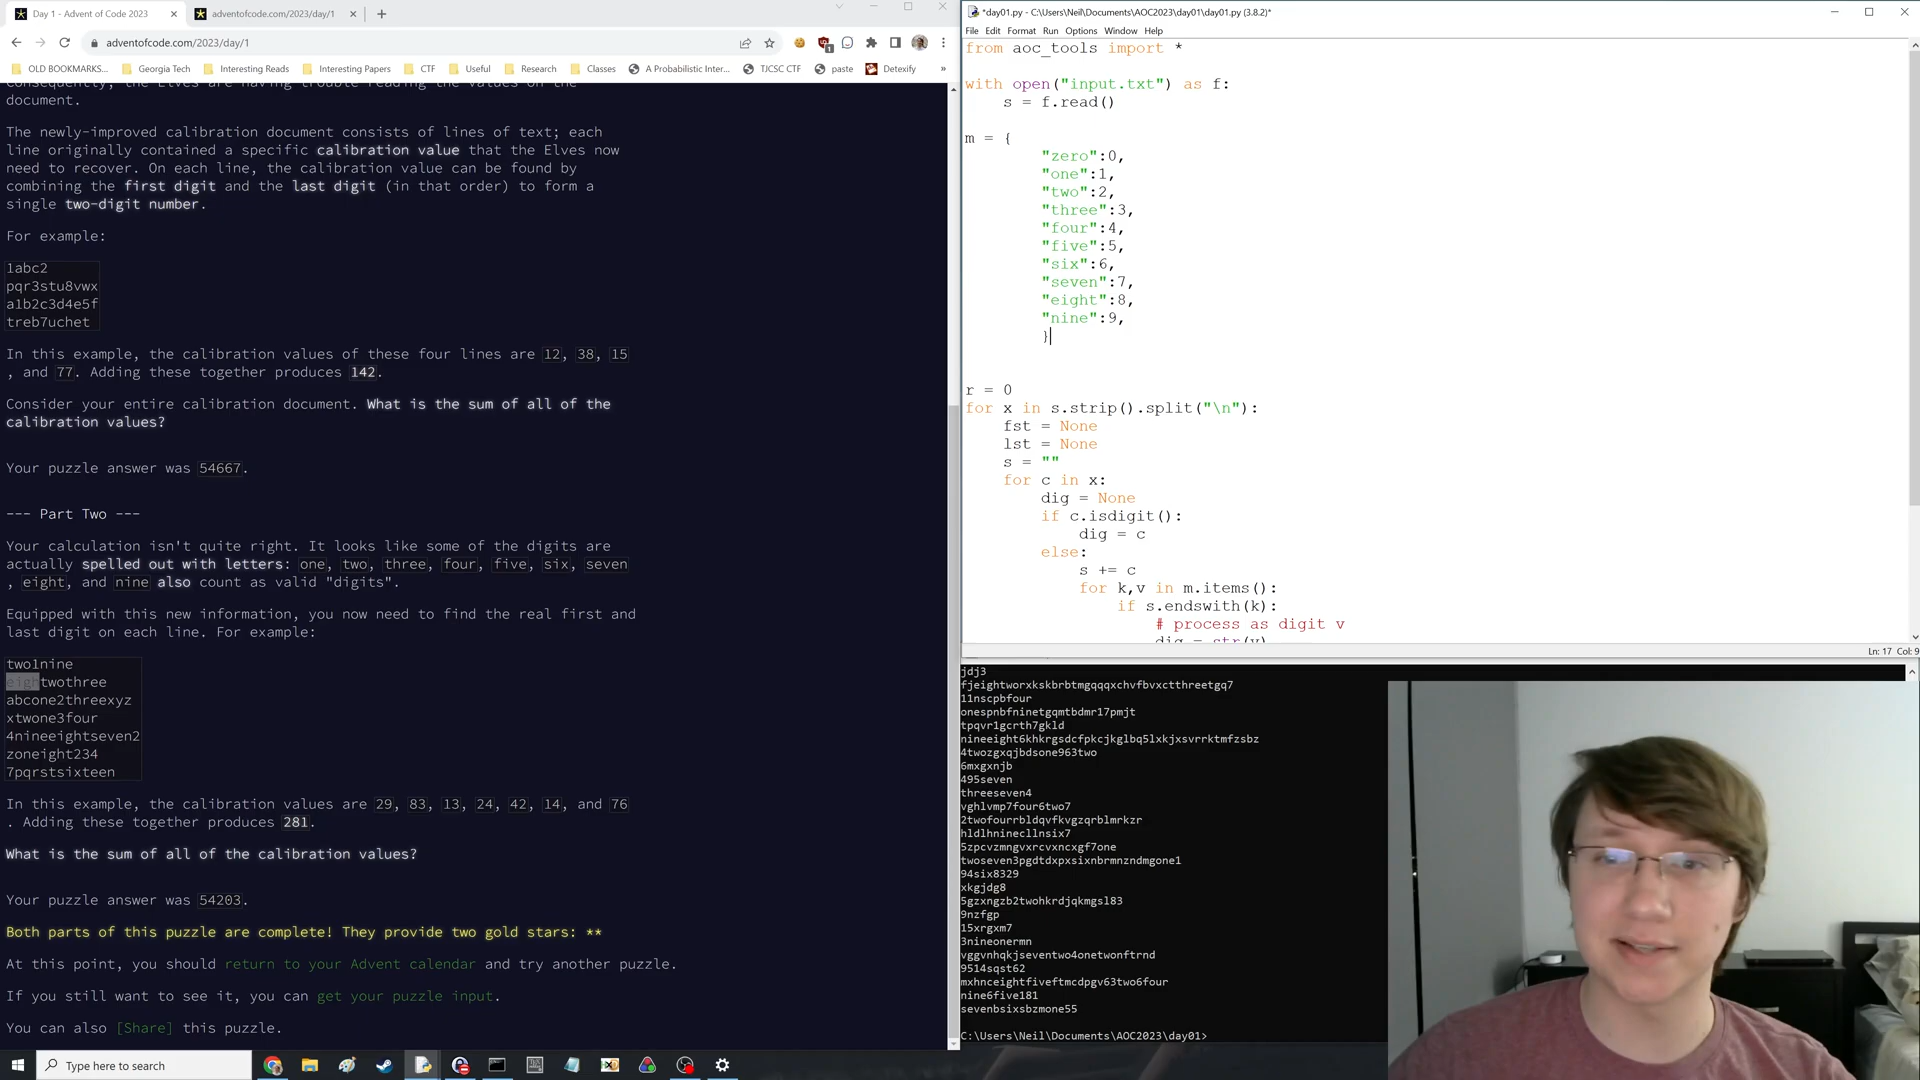 Day 1 - Advent of Code 2023
adventofcode.com/2023/day/1
adventofcode.com/2023/day/1
OLD BOOKMARKS...
Georgia Tech
Interesting Reads
Interesting Papers
CTF
Useful
Research
Classes
A Probabilistic Inter...
TJCSC CTF
paste
Detexify
»
document.
The newly-improved calibration document consists of lines of text; each
line originally contained a specific calibration value that the Elves now
need to recover. On each line, the calibration value can be found by
combining the first digit and the last digit (in that order) to form a
single two-digit number.
For example:
1abc2
pqr3stu8vwx
a1b2c3d4e5f
treb7uchet
In this example, the calibration values of these four lines are 12, 38, 15
, and 77. Adding these together produces 142.
Consider your entire calibration document. What is the sum of all of the
calibration values?
Your puzzle answer was 54667.
--- Part Two ---
Your calculation isn't quite right. It looks like some of the digits are
actually spelled out with letters: one, two, three, four, five, six, seven
, eight, and nine also count as valid "digits".
Equipped with this new information, you now need to find the real first and
last digit on each line. For example:
two1nine
eightwothree
abcone2threexyz
xtwone3four
4nineeightseven2
zoneight234
7pqrstsixteen
In this example, the calibration values are 29, 83, 13, 24, 42, 14, and 76
. Adding these together produces 281.
What is the sum of all of the calibration values?
Your puzzle answer was 54203.
Both parts of this puzzle are complete! They provide two gold stars: **
At this point, you should return to your Advent calendar and try another puzzle.
If you still want to see it, you can get your puzzle input.
You can also [Share] this puzzle.
Type here to search
*day01.py - C:\Users\Neil\Documents\AOC2023\day01\day01.py (3.8.2)*
File Edit Format Run Options Window Help
from aoc_tools import *
with open("input.txt") as f:
s = f.read()
m = {
"zero":0,
"one":1,
"two":2,
"three":3,
"four":4,
"five":5,
"six":6,
"seven":7,
"eight":8,
"nine":9,
}
r = 0
for x in s.strip().split("\n"):
fst = None
lst = None
s = ""
for c in x:
dig = None
if c.isdigit():
dig = c
else:
s += c
for k,v in m.items():
if s.endswith(k):
# process as digit v
dig = str(v)
Ln: 17 Col: 9
jdj3
fjeightworxkskbrbtmgqqqxchvfbvxctthreetgq7
11nscpbfour
onespnbfninetgqmtbdmr17pmjt
tpqvr1gcrth7gkld
nineeight6khkrgsdcfpkcjkglbq5lxkjxsvrrktmfzsbz
4twozgxqjbdsone963two
6mxgxnjb
495seven
threeseven4
vghlvmp7four6two7
2twofourrbldqvfkvgzqrblmrkzr
hldlhninecllnsix7
5zpcvzmngvxrcvxncxgf7one
twoseven3pgdtdxpxsixnbrmnzndmgone1
94six8329
xkgjdg8
5gzxngzb2twohkrdjqkmgsl83
9nzfgp
15xrgxm7
3nineonermn
vggvnhqkjseventwo4onetwonftrnd
9514sqst62
mxhnceightfiveftmcdpgv63two6four
nine6five181
sevenbsixsbzmone55
C:\Users\Neil\Documents\AOC2023\day01>